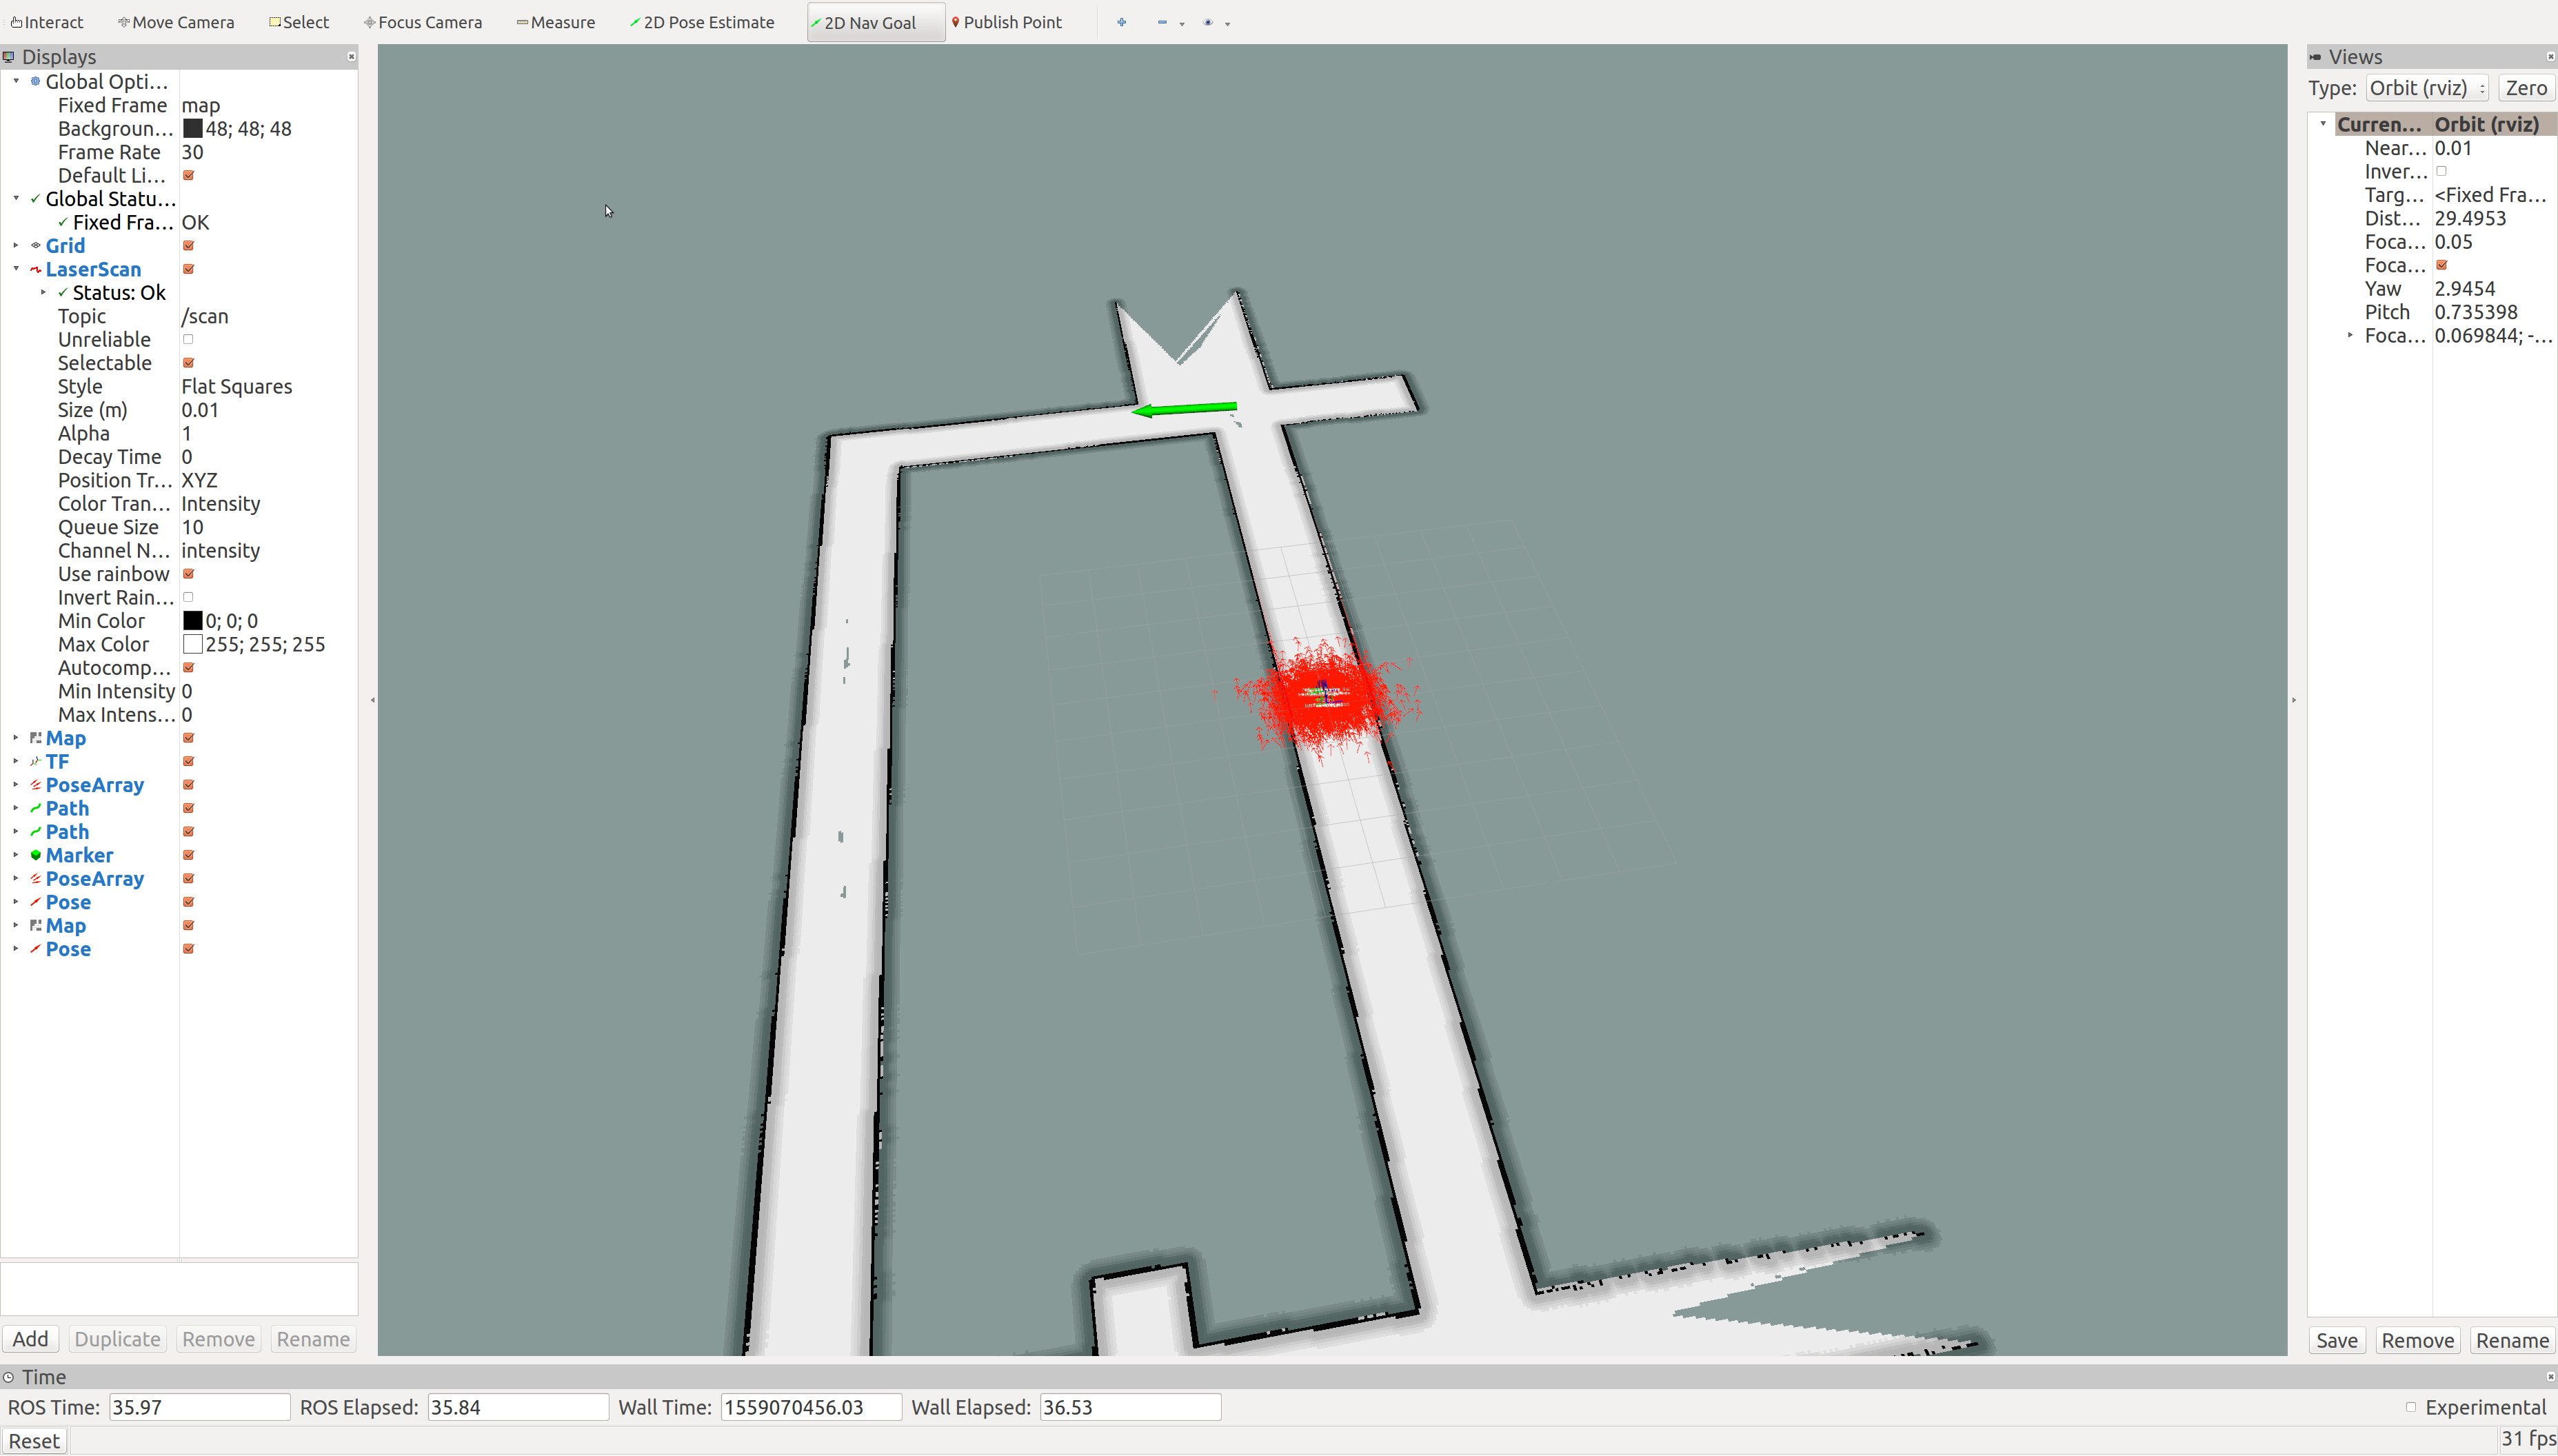 Interact Move Camera Select Focus Camera Measure 2D Pose Estimate 2D Nav Goal Publish Point
Displays
Global Opti...
Fixed Frame map
Backgroun... 48; 48; 48
Frame Rate 30
Default Li...
Global Statu...
Fixed Fra... OK
Grid
LaserScan
Status: Ok
Topic /scan
Unreliable
Selectable
Style Flat Squares
Size (m) 0.01
Alpha 1
Decay Time 0
Position Tr... XYZ
Color Tran... Intensity
Queue Size 10
Channel N... intensity
Use rainbow
Invert Rain...
Min Color 0; 0; 0
Max Color 255; 255; 255
Autocomp...
Min Intensity 0
Max Intens... 0
Map
TF
PoseArray
Path
Path
Marker
PoseArray
Pose
Map
Pose
Add Duplicate Remove Rename
Views
Type: Orbit (rviz) Zero
Curren... Orbit (rviz)
Near... 0.01
Inver...
Targ... <Fixed Fra...
Dist... 29.4953
Foca... 0.05
Foca...
Yaw 2.9454
Pitch 0.735398
Foca... 0.069844; -...
Save Remove Rename
Time
ROS Time: 35.97 ROS Elapsed: 35.84 Wall Time: 1559070456.03 Wall Elapsed: 36.53 Experimental
Reset 31 fps